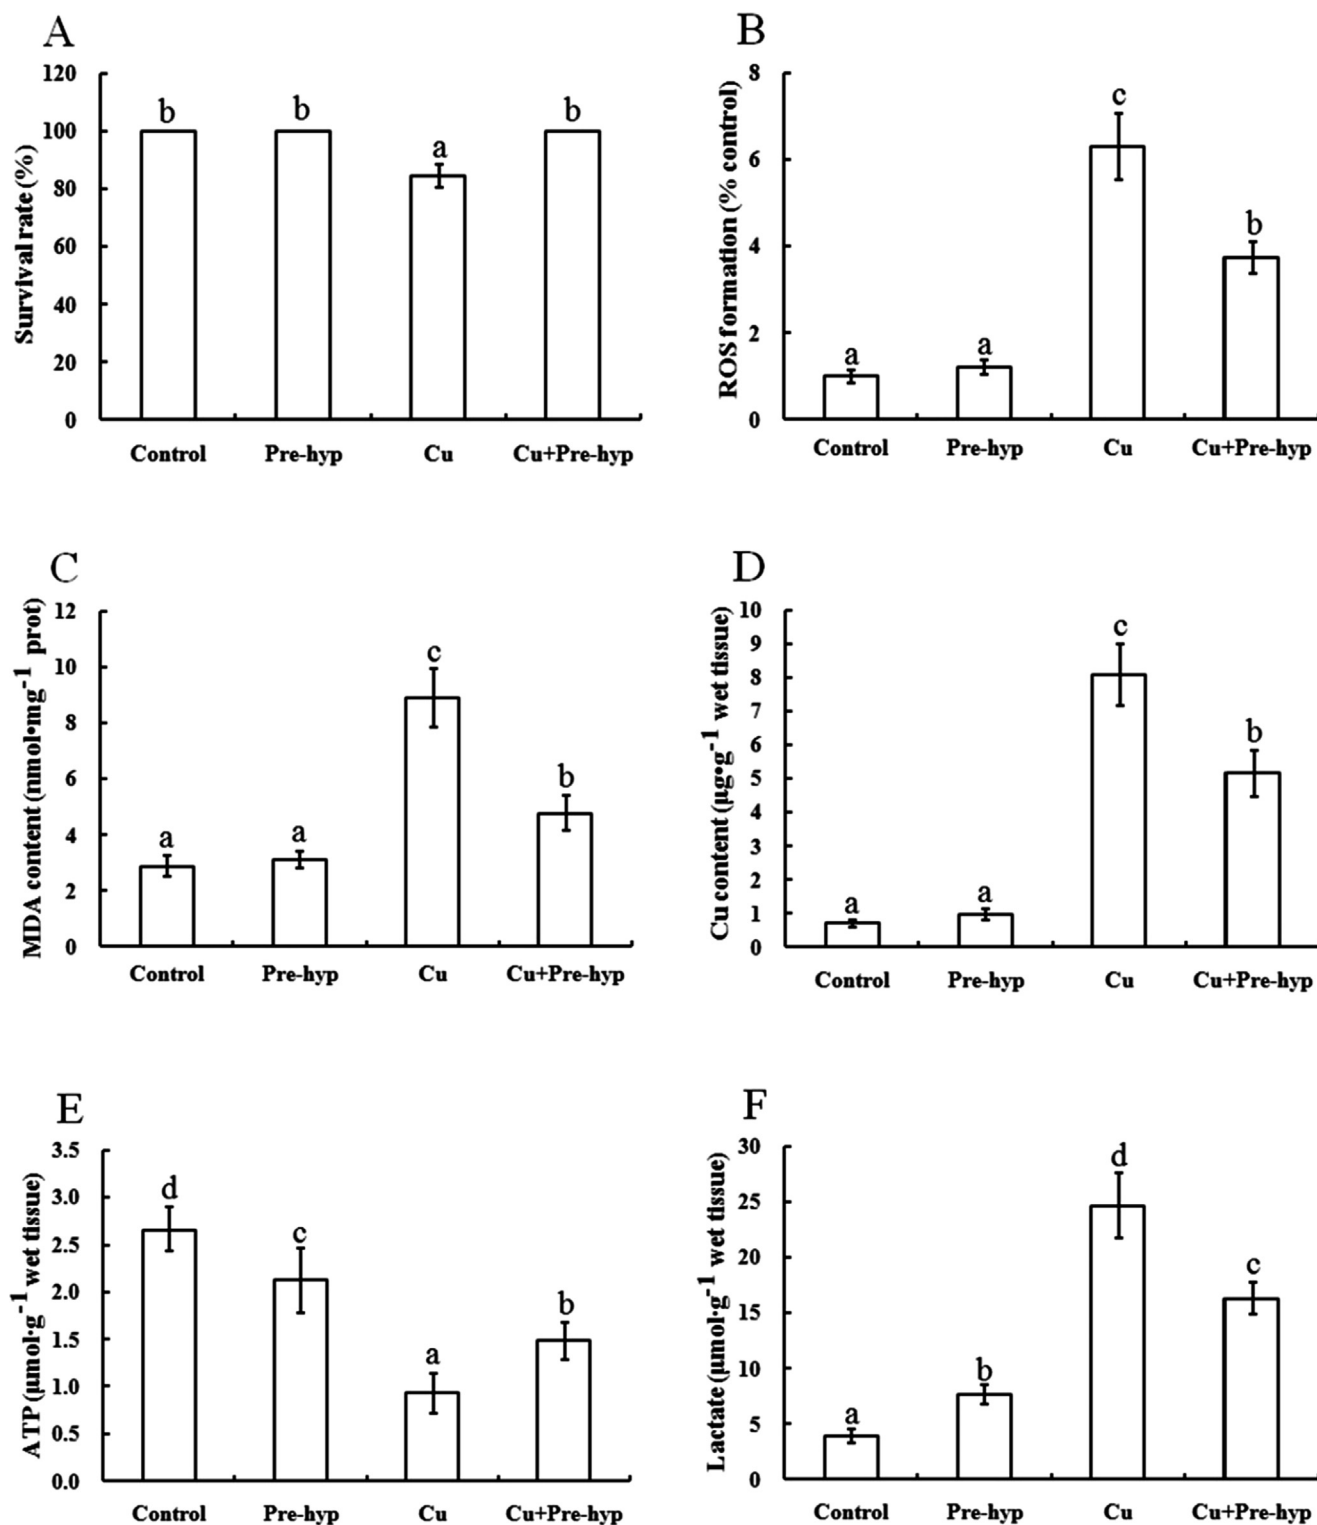 A
Survival rate (%)
120
100
80
60
40
20
0
b
b
a
b
Control
Pre-hyp
Cu
Cu+Pre-hyp
B
ROS formation (% control)
8
6
4
2
0
a
a
c
b
Control
Pre-hyp
Cu
Cu+Pre-hyp
C
MDA content (nmol•mg⁻¹ prot)
12
10
8
6
4
2
0
a
a
c
b
Control
Pre-hyp
Cu
Cu+Pre-hyp
D
Cu content (µg•g⁻¹ wet tissue)
10
9
8
7
6
5
4
3
2
1
0
a
a
c
b
Control
Pre-hyp
Cu
Cu+Pre-hyp
E
ATP (µmol·g⁻¹ wet tissue)
3.5
3.0
2.5
2.0
1.5
1.0
0.5
0.0
d
c
a
b
Control
Pre-hyp
Cu
Cu+Pre-hyp
F
Lactate (µmol·g⁻¹ wet tissue)
30
25
20
15
10
5
0
a
b
d
c
Control
Pre-hyp
Cu
Cu+Pre-hyp